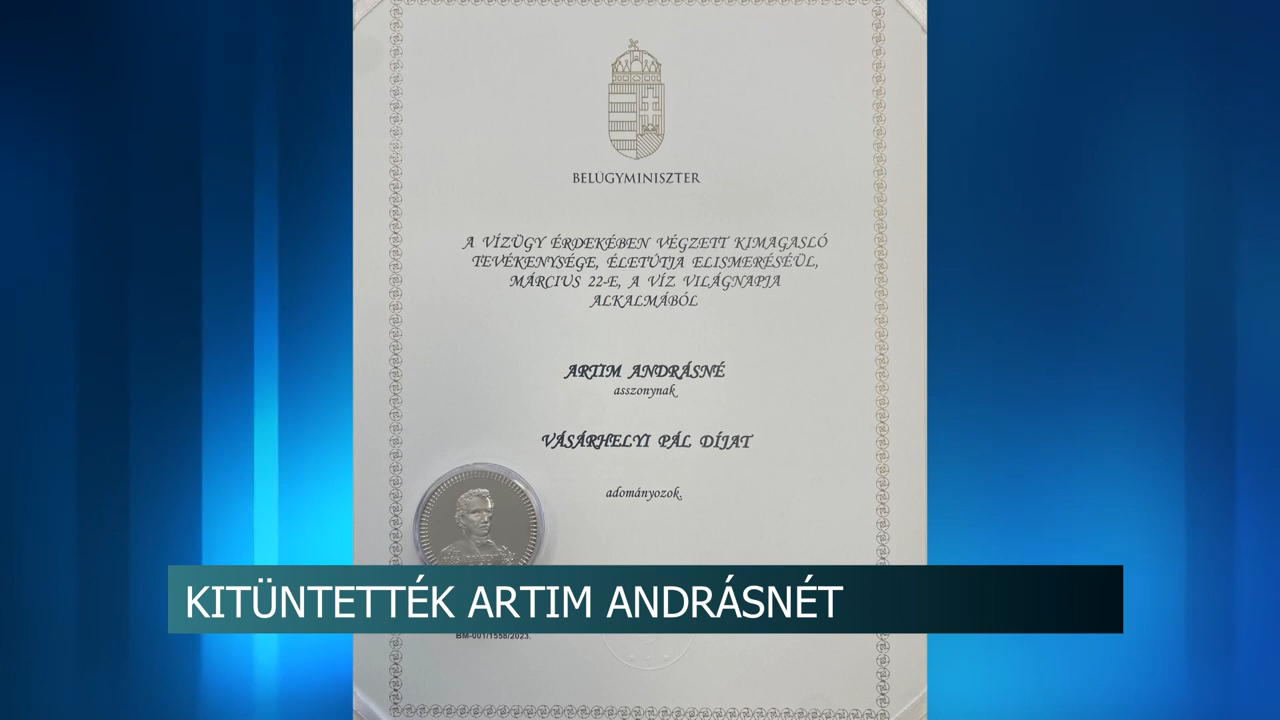 BELÜGYMINISZTER
A VÍZÜGY ÉRDEKÉBEN VÉGZETT KIMAGASLÓ
TEVÉKENYSÉGE, ÉLETÚTJA ELISMERÉSÉÜL,
MÁRCIUS 22-E, A VÍZ VILÁGNAPJA
ALKALMÁBÓL
ARTIM ANDRÁSNÉ
asszonynak
VÁSÁRHELYI PÁL DÍJAT
adományozok.
KITÜNTETTÉK ARTIM ANDRÁSNÉT
BM-001/1558/2023.